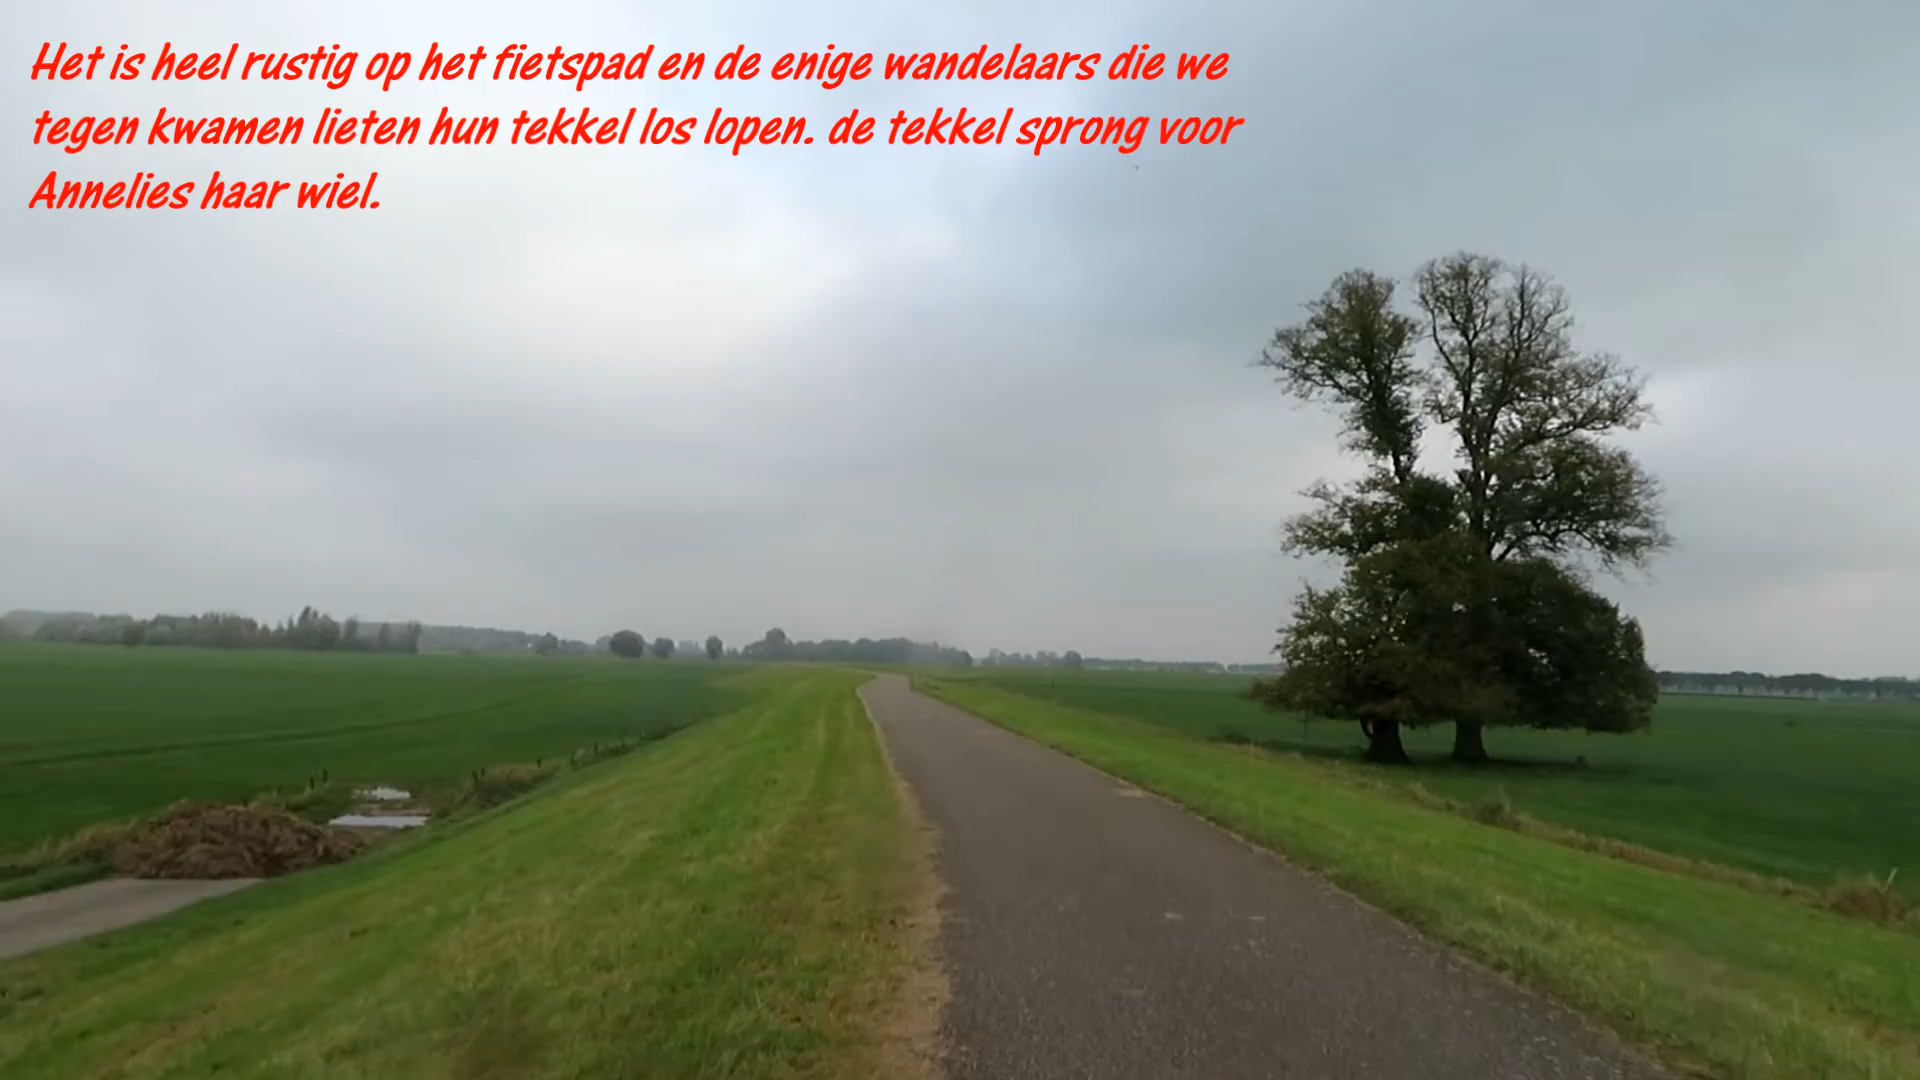 Het is heel rustig op het fietspad en de enige wandelaars die we
tegen kwamen lieten hun tekkel los lopen. de tekkel sprong voor
Annelies haar wiel.